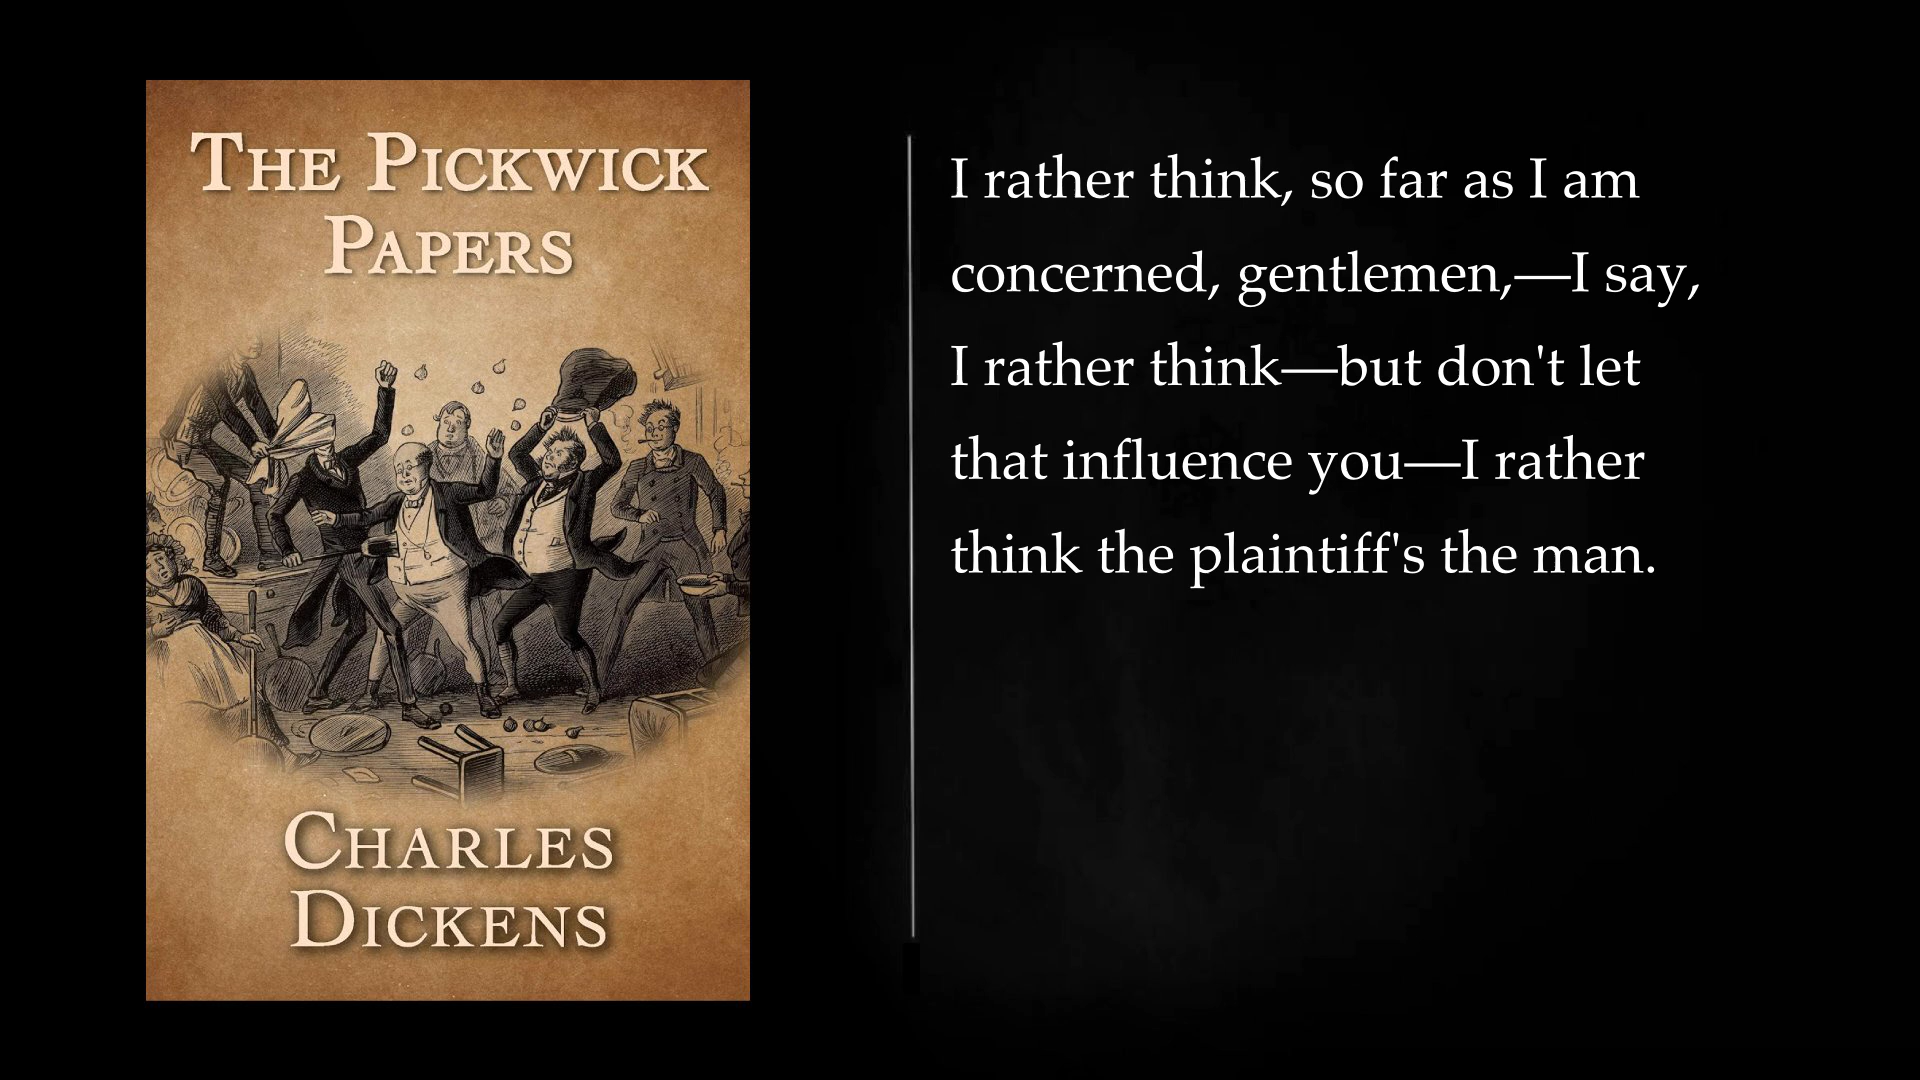 THE PICKWICK
PAPERS
CHARLES
DICKENS
I rather think, so far as I am
concerned, gentlemen,—I say,
I rather think—but don't let
that influence you—I rather
think the plaintiff's the man.